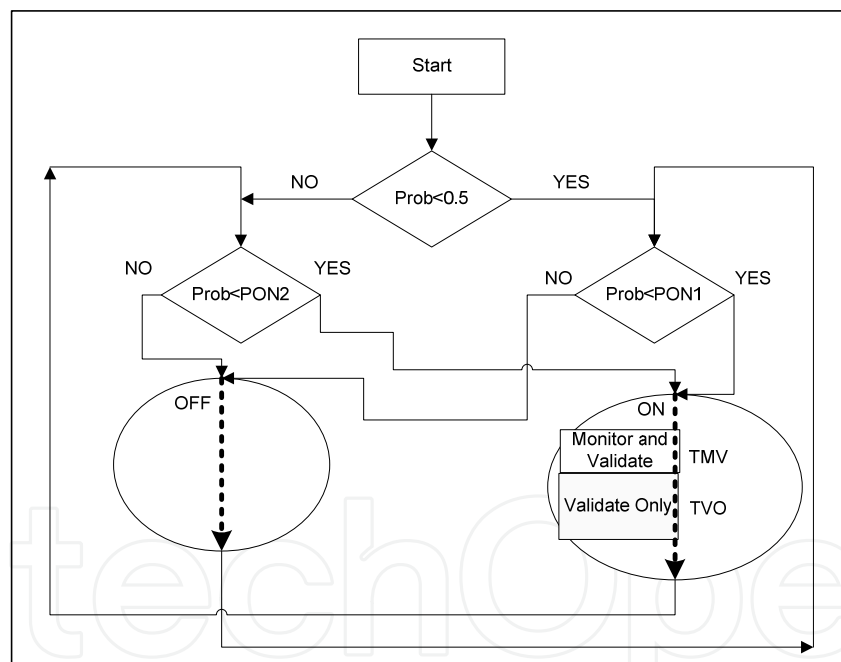 Start
Prob<0.5
NO
YES
NO
Prob<PON2
YES
NO
Prob<PON1
YES
OFF
ON
Monitor and
Validate
TMV
Validate Only
TVO
techOpe